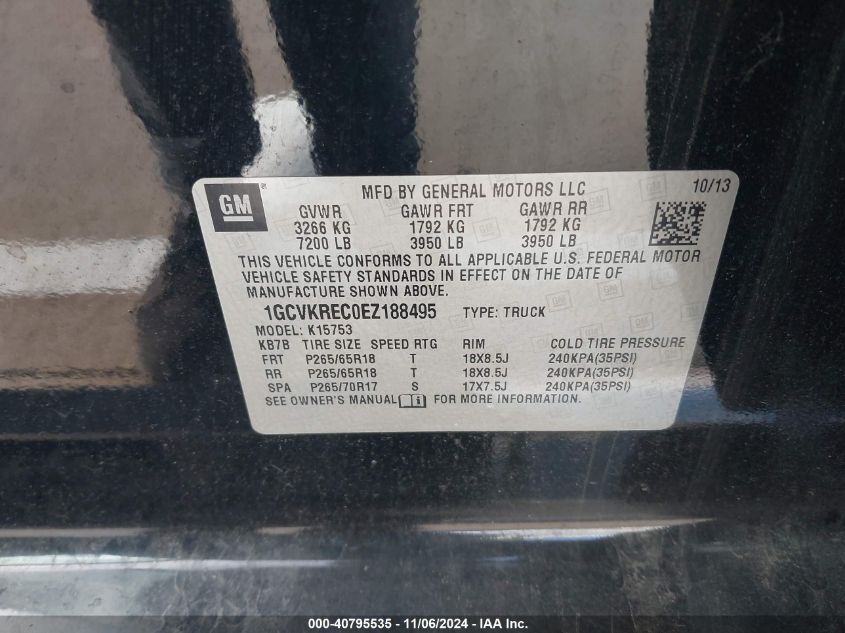 GM
MFD BY GENERAL MOTORS LLC 10/13
GVWR GAWR FRT GAWR RR
3266 KG 1792 KG 1792 KG
7200 LB 3950 LB 3950 LB
THIS VEHICLE CONFORMS TO ALL APPLICABLE U.S. FEDERAL MOTOR
VEHICLE SAFETY STANDARDS IN EFFECT ON THE DATE OF
MANUFACTURE SHOWN ABOVE.
1GCVKREC0EZ188495 TYPE: TRUCK
MODEL: K15753
KB7B TIRE SIZE SPEED RTG RIM COLD TIRE PRESSURE
FRT P265/65R18 T 18X8.5J 240KPA(35PSI)
RR P265/65R18 T 18X8.5J 240KPA(35PSI)
SPA P265/70R17 S 17X7.5J 240KPA(35PSI)
SEE OWNER'S MANUAL FOR MORE INFORMATION.
000-40795535 - 11/06/2024 - IAA Inc.